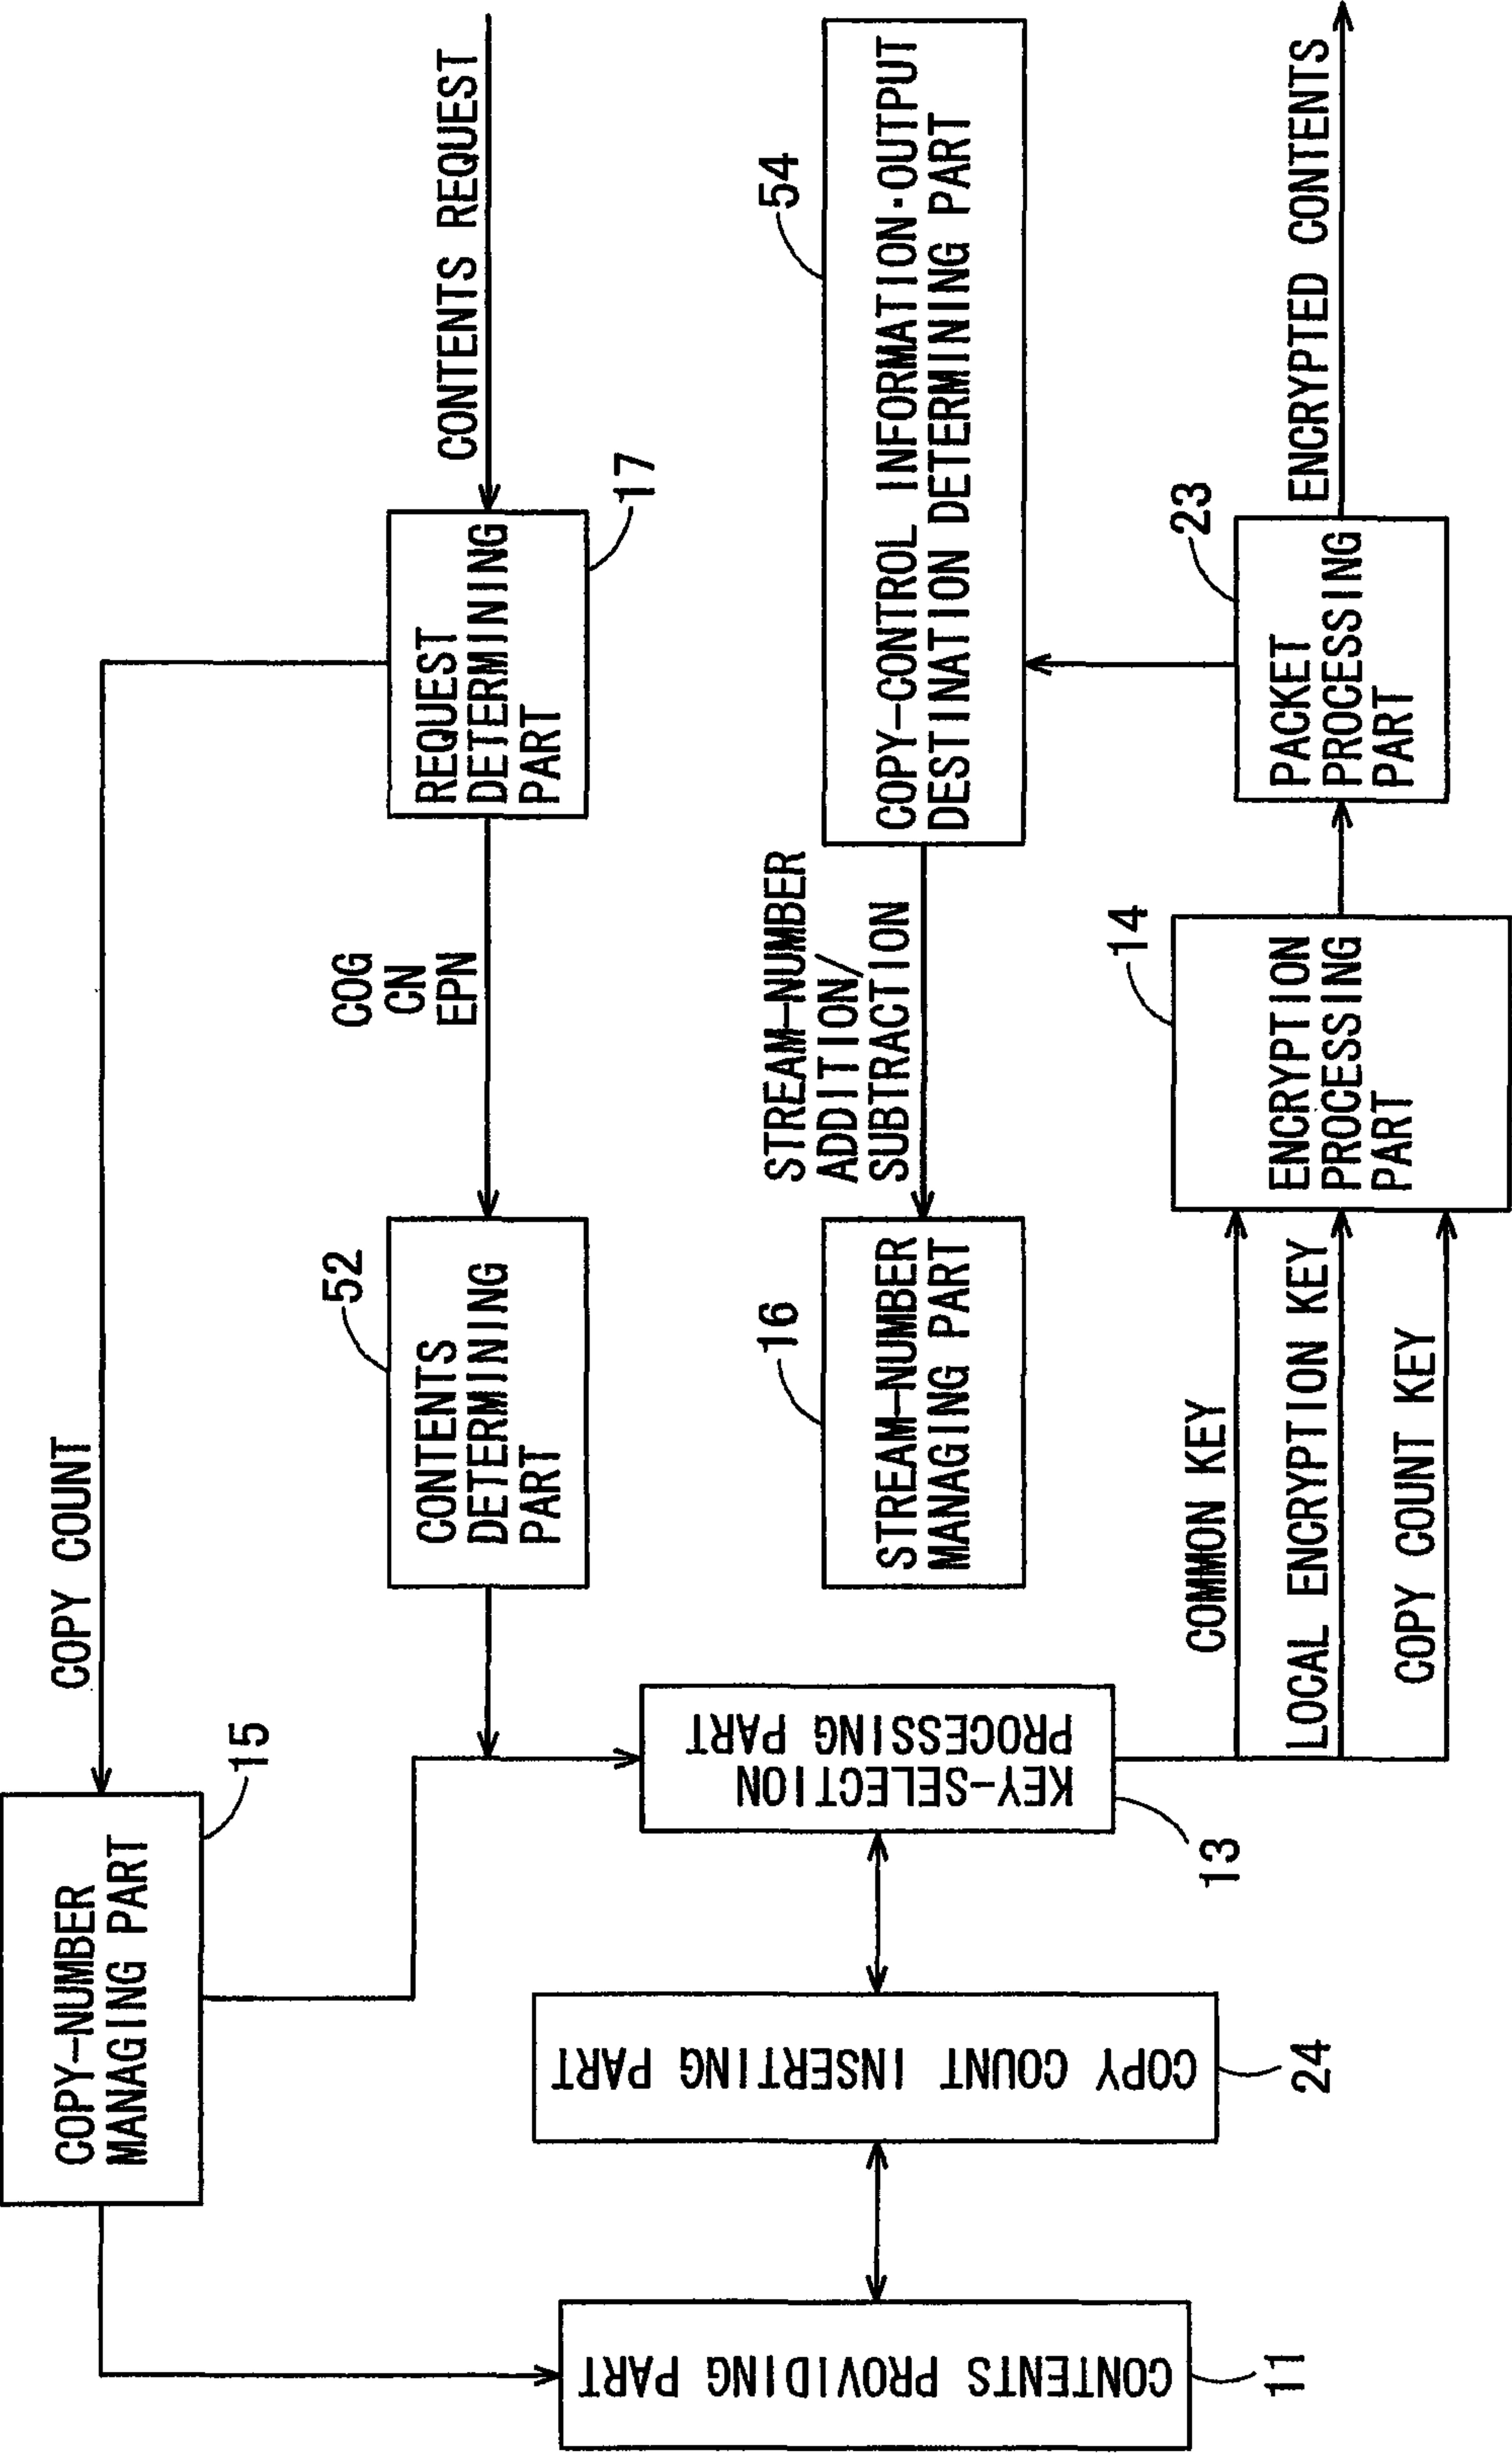 COPY-NUMBER
MANAGING PART
15
COPY COUNT
CONTENTS PROVIDING PART
11
COPY COUNT INSERTING PART
24
KEY-SELECTION
PROCESSING PART
13
CONTENTS
DETERMINING
PART
52
COG
CN
EPN
REQUEST
DETERMINING
PART
17
CONTENTS REQUEST
STREAM-NUMBER
MANAGING PART
16
STREAM-NUMBER
ADDITION/
SUBTRACTION
COPY-CONTROL INFORMATION·OUTPUT
DESTINATION DETERMINING PART
54
COMMON KEY
LOCAL ENCRYPTION KEY
COPY COUNT KEY
ENCRYPTION
PROCESSING
PART
14
PACKET
PROCESSING
PART
23
ENCRYPTED CONTENTS